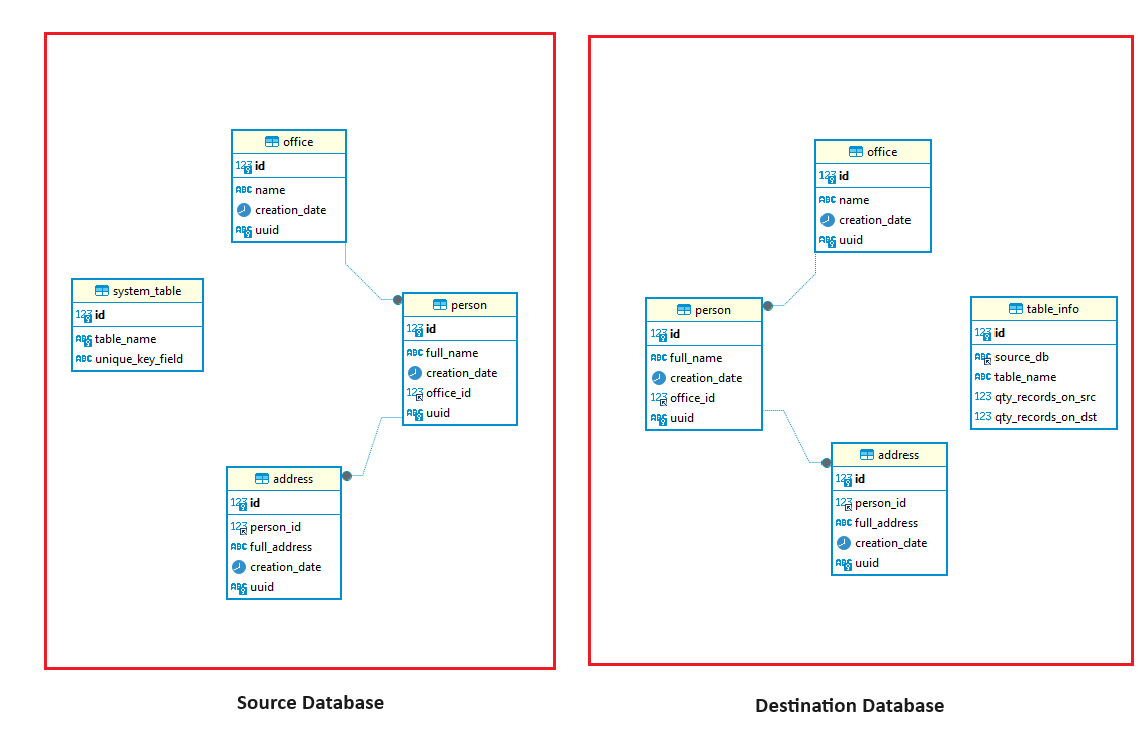 office
123 id
ABC name
creation_date
ABC uuid
system_table
123 id
ABC table_name
ABC unique_key_field
person
123 id
ABC full_name
creation_date
123 office_id
ABC uuid
address
123 id
123 person_id
ABC full_address
creation_date
ABC uuid
Source Database
office
123 id
ABC name
creation_date
ABC uuid
person
123 id
ABC full_name
creation_date
123 office_id
ABC uuid
table_info
123 id
ABC source_db
ABC table_name
123 qty_records_on_src
123 qty_records_on_dst
address
123 id
123 person_id
ABC full_address
creation_date
ABC uuid
Destination Database